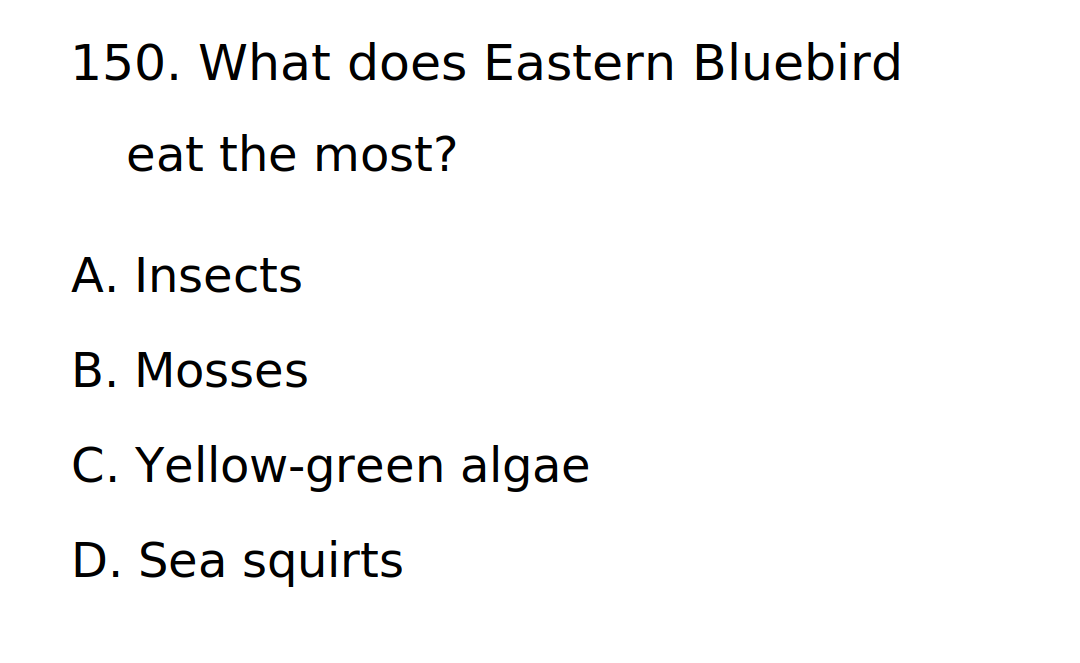 150. What does Eastern Bluebird
eat the most?
A. Insects
B. Mosses
C. Yellow-green algae
D. Sea squirts